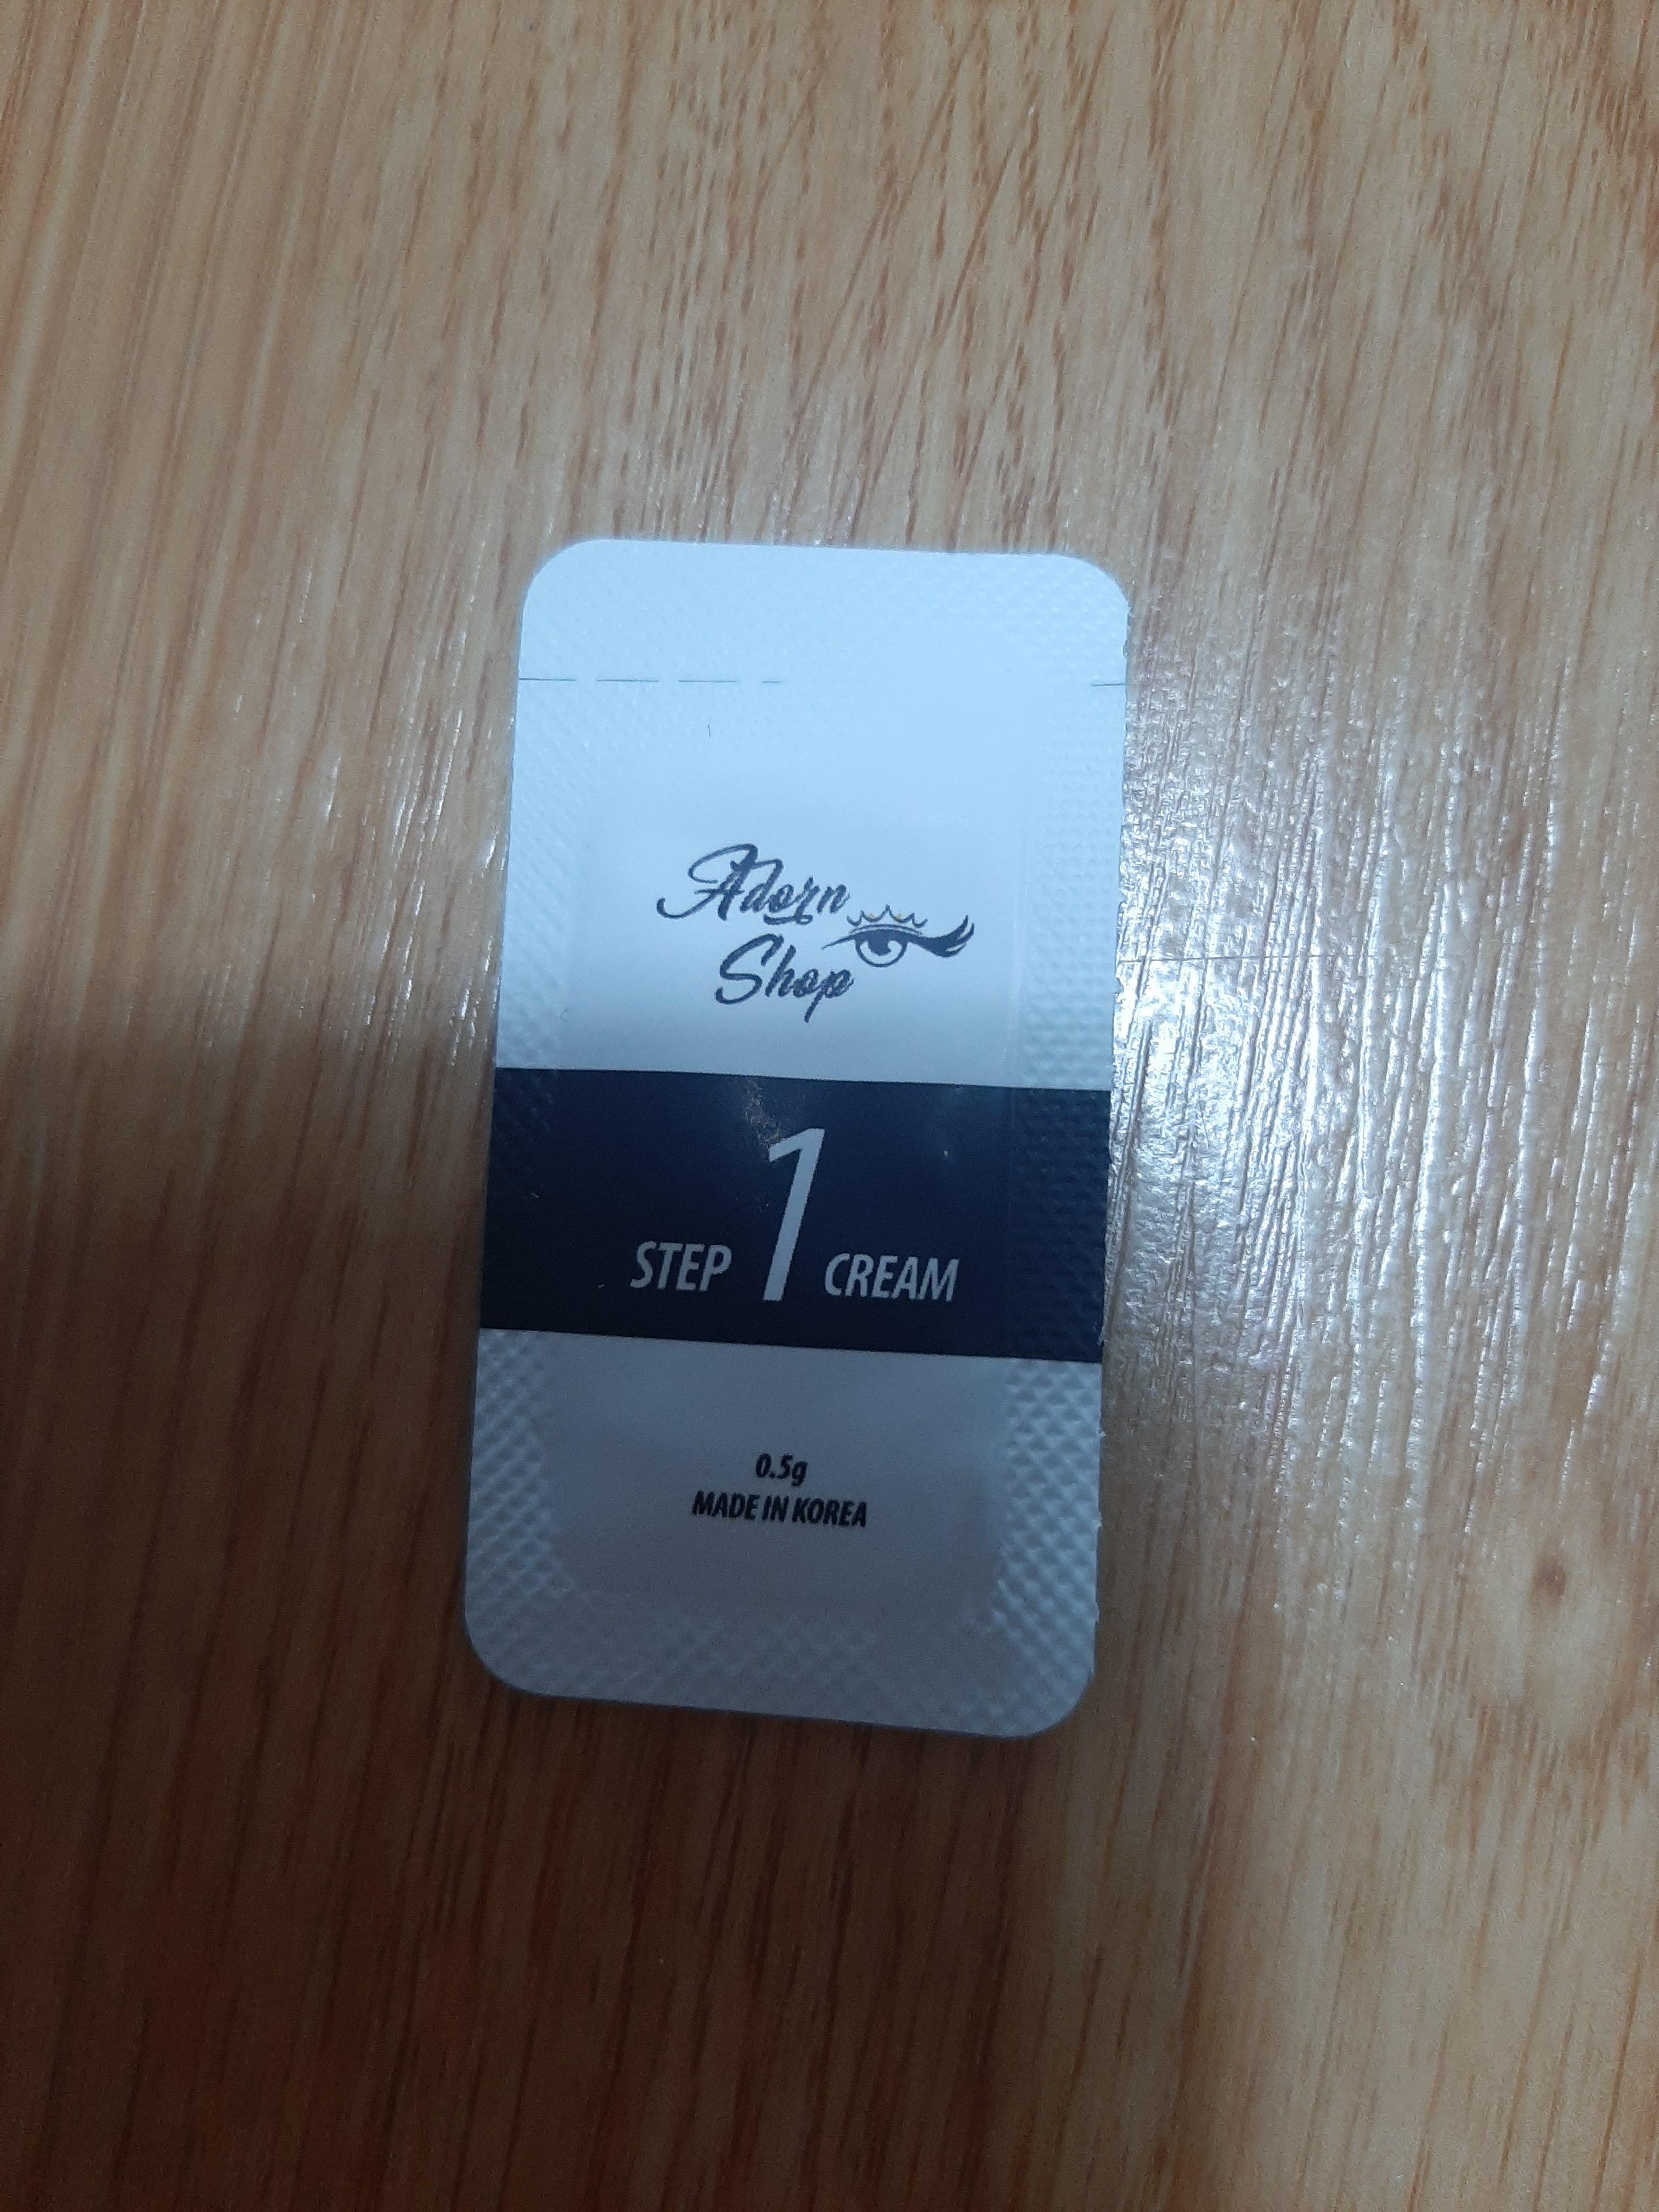 Adorn
Shop
STEP 1 CREAM
0.5g
MADE IN KOREA